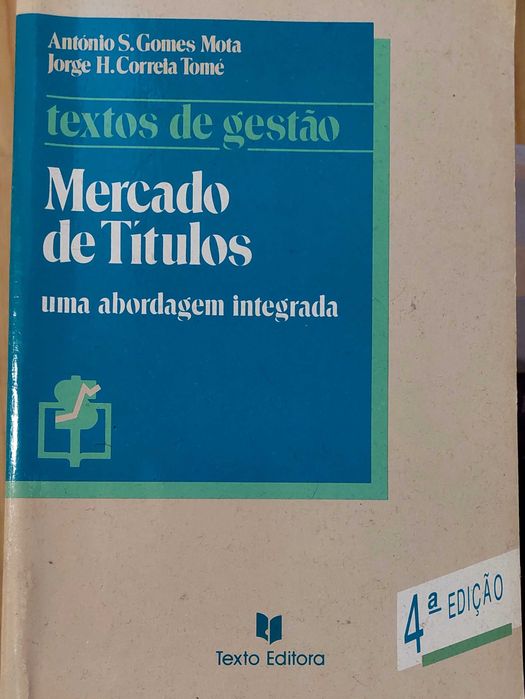 António S. Gomes Mota
Jorge H. Correia Tomé
textos de gestão
Mercado
de Títulos
uma abordagem integrada
4ª EDIÇÃO
Texto Editora